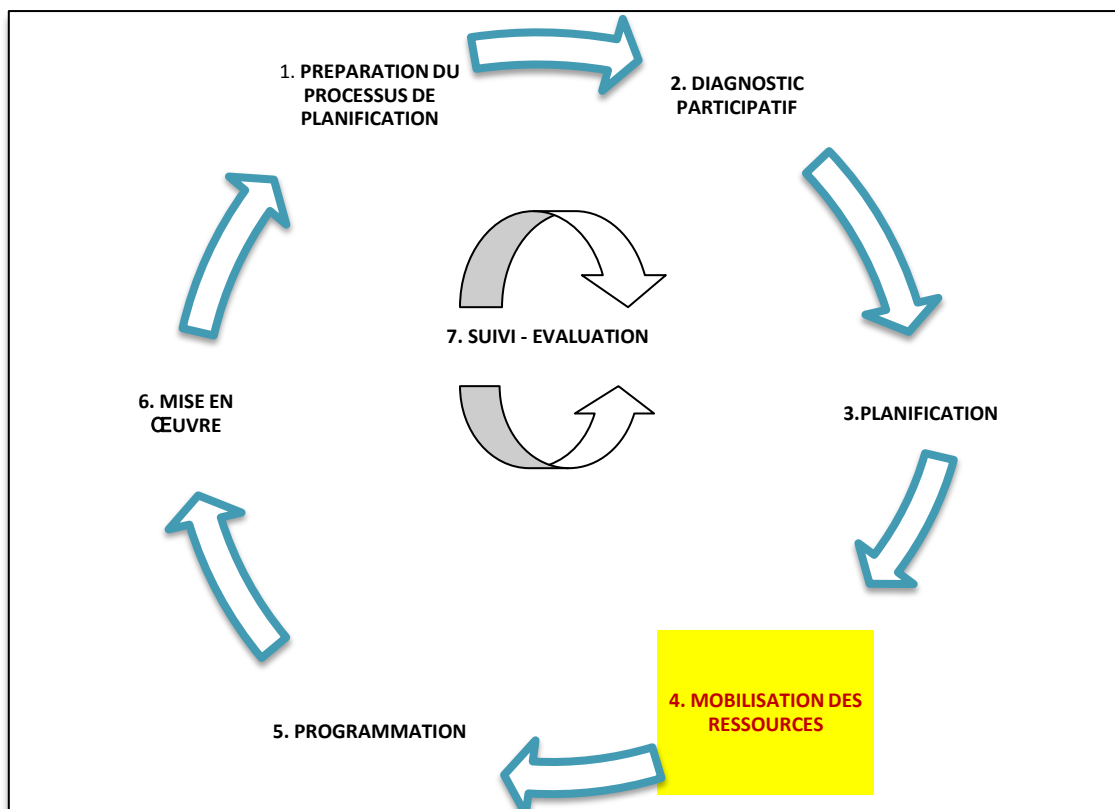 1. PREPARATION DU
PROCESSUS DE
PLANIFICATION
2. DIAGNOSTIC
PARTICIPATIF
3.PLANIFICATION
4. MOBILISATION DES
RESSOURCES
5. PROGRAMMATION
6. MISE EN
ŒUVRE
7. SUIVI - EVALUATION